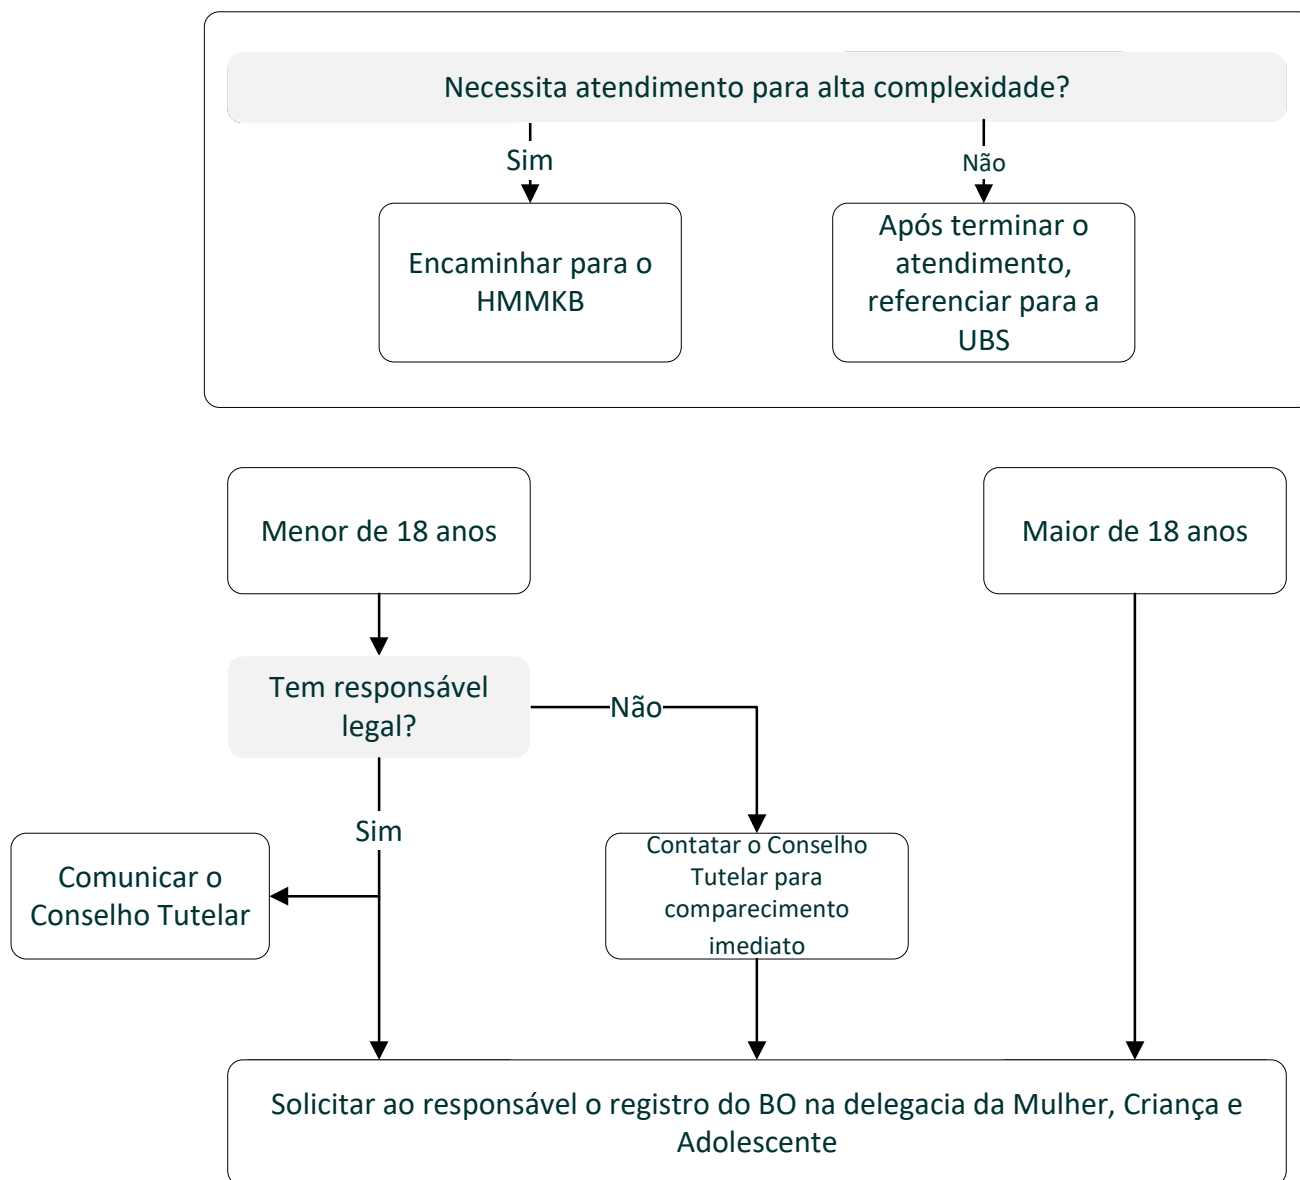 Necessita atendimento para alta complexidade?
Sim
Não
Encaminhar para o
HMMKB
Após terminar o
atendimento,
referenciar para a
UBS
Menor de 18 anos
Maior de 18 anos
Tem responsável
legal?
Não
Sim
Comunicar o
Conselho Tutelar
Contatar o Conselho
Tutelar para
comparecimento
imediato
Solicitar ao responsável o registro do BO na delegacia da Mulher, Criança e
Adolescente